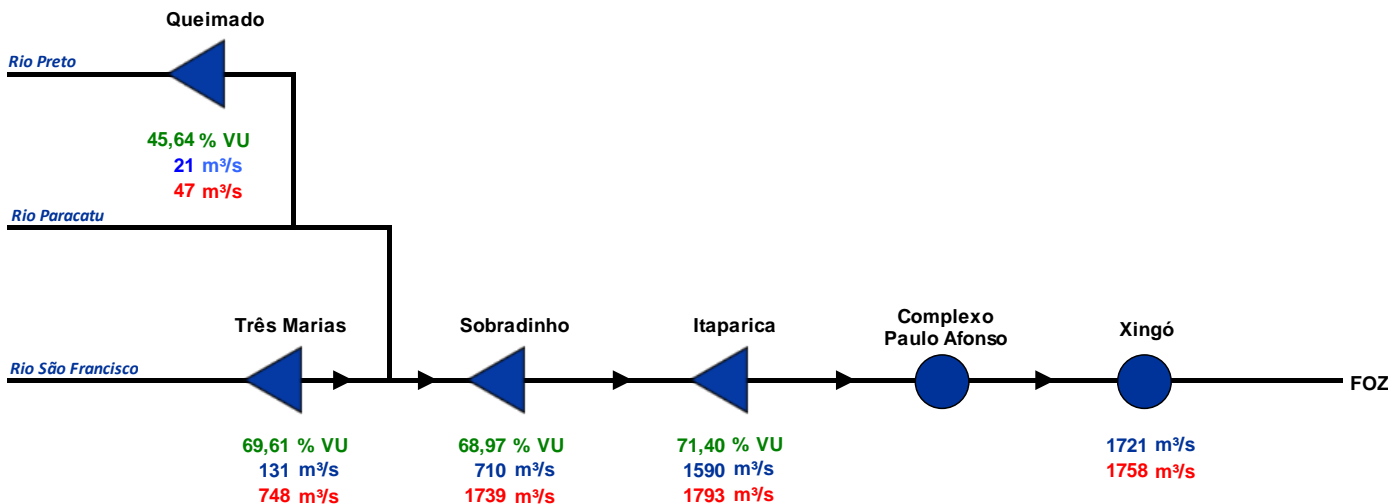 Queimado
Rio Preto
45,64 % VU
21 m³/s
47 m³/s
Rio Paracatu
Três Marias
Sobradinho
Itaparica
Complexo
Paulo Afonso
Xingó
Rio São Francisco
FOZ
69,61 % VU
131 m³/s
748 m³/s
68,97 % VU
710 m³/s
1739 m³/s
71,40 % VU
1590 m³/s
1793 m³/s
1721 m³/s
1758 m³/s